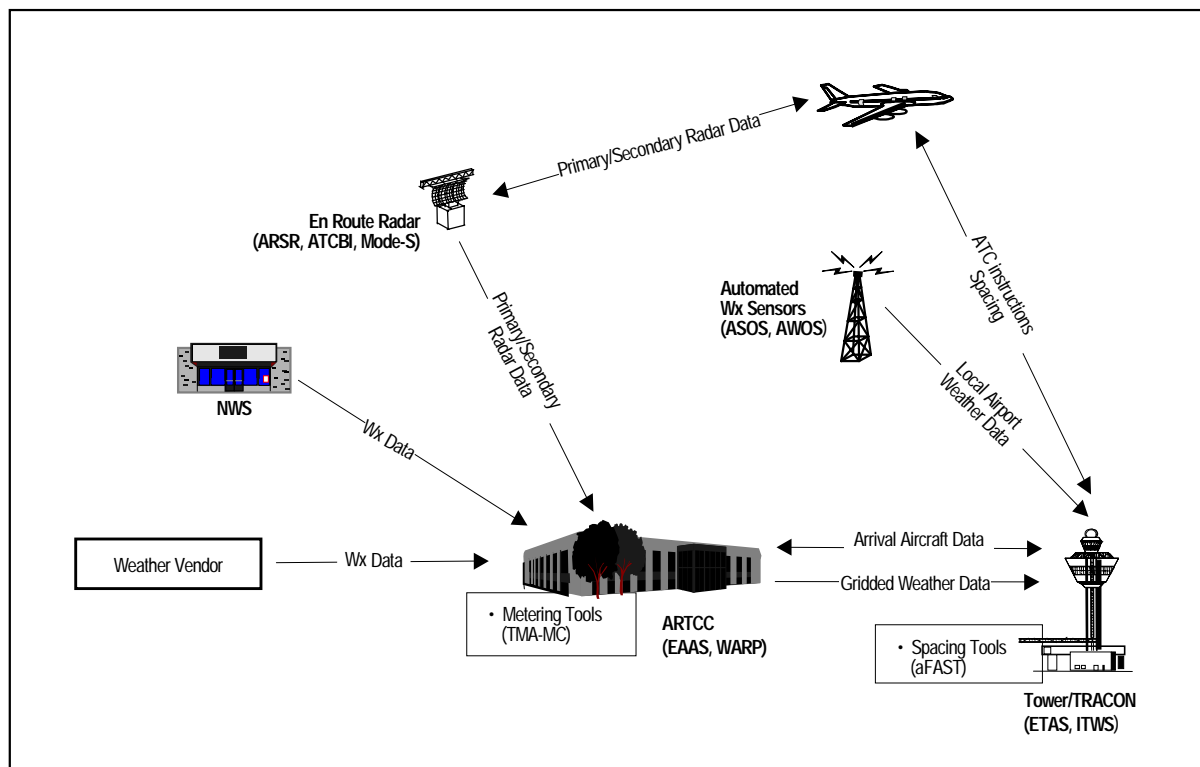 Primary/Secondary Radar Data
En Route Radar
(ARSR, ATCBI, Mode-S)
Automated
Wx Sensors
(ASOS, AWOS)
ATC instructions
Spacing
Primary/Secondary
Radar Data
Local Airport
Weather Data
NWS
Wx Data
Weather Vendor
Wx Data
Arrival Aircraft Data
Gridded Weather Data
• Metering Tools
(TMA-MC)
ARTCC
(EAAS, WARP)
• Spacing Tools
(aFAST)
Tower/TRACON
(ETAS, ITWS)